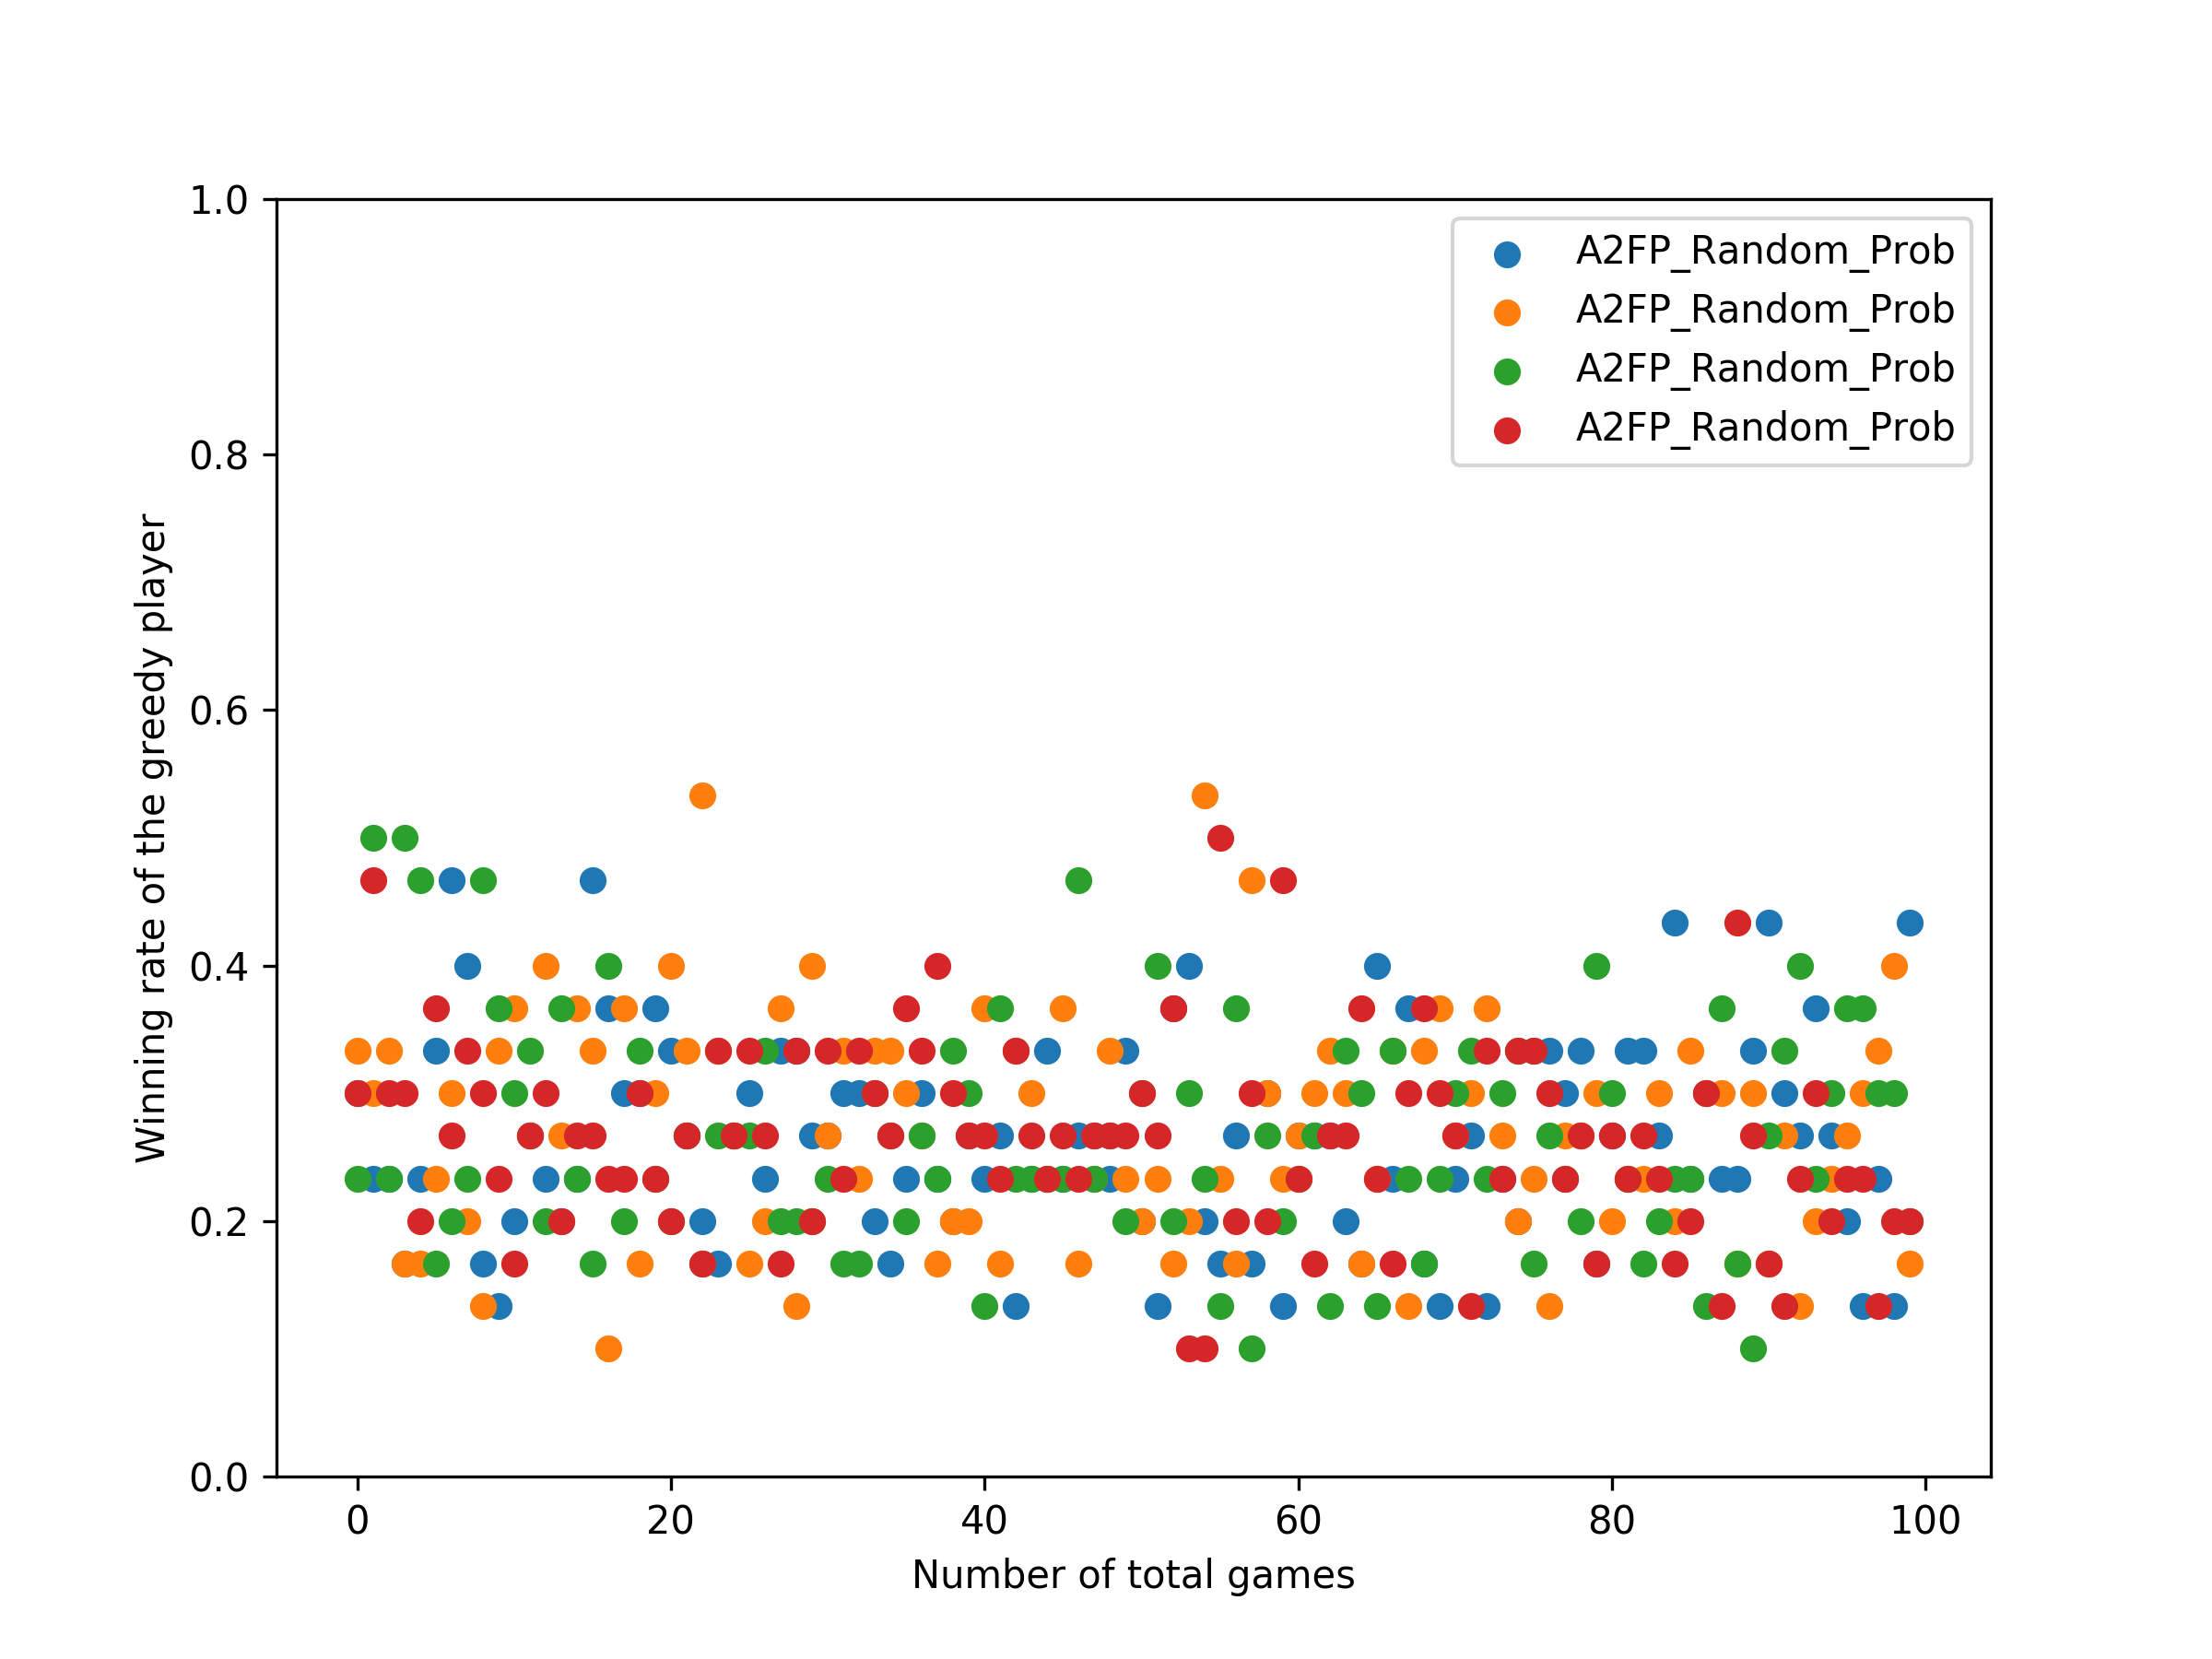 1.0
0.8
0.6
0.4
0.2
0.0
Winning rate of the greedy player
A2FP_Random_Prob
A2FP_Random_Prob
A2FP_Random_Prob
A2FP_Random_Prob
0 20 40 60 80 100
Number of total games